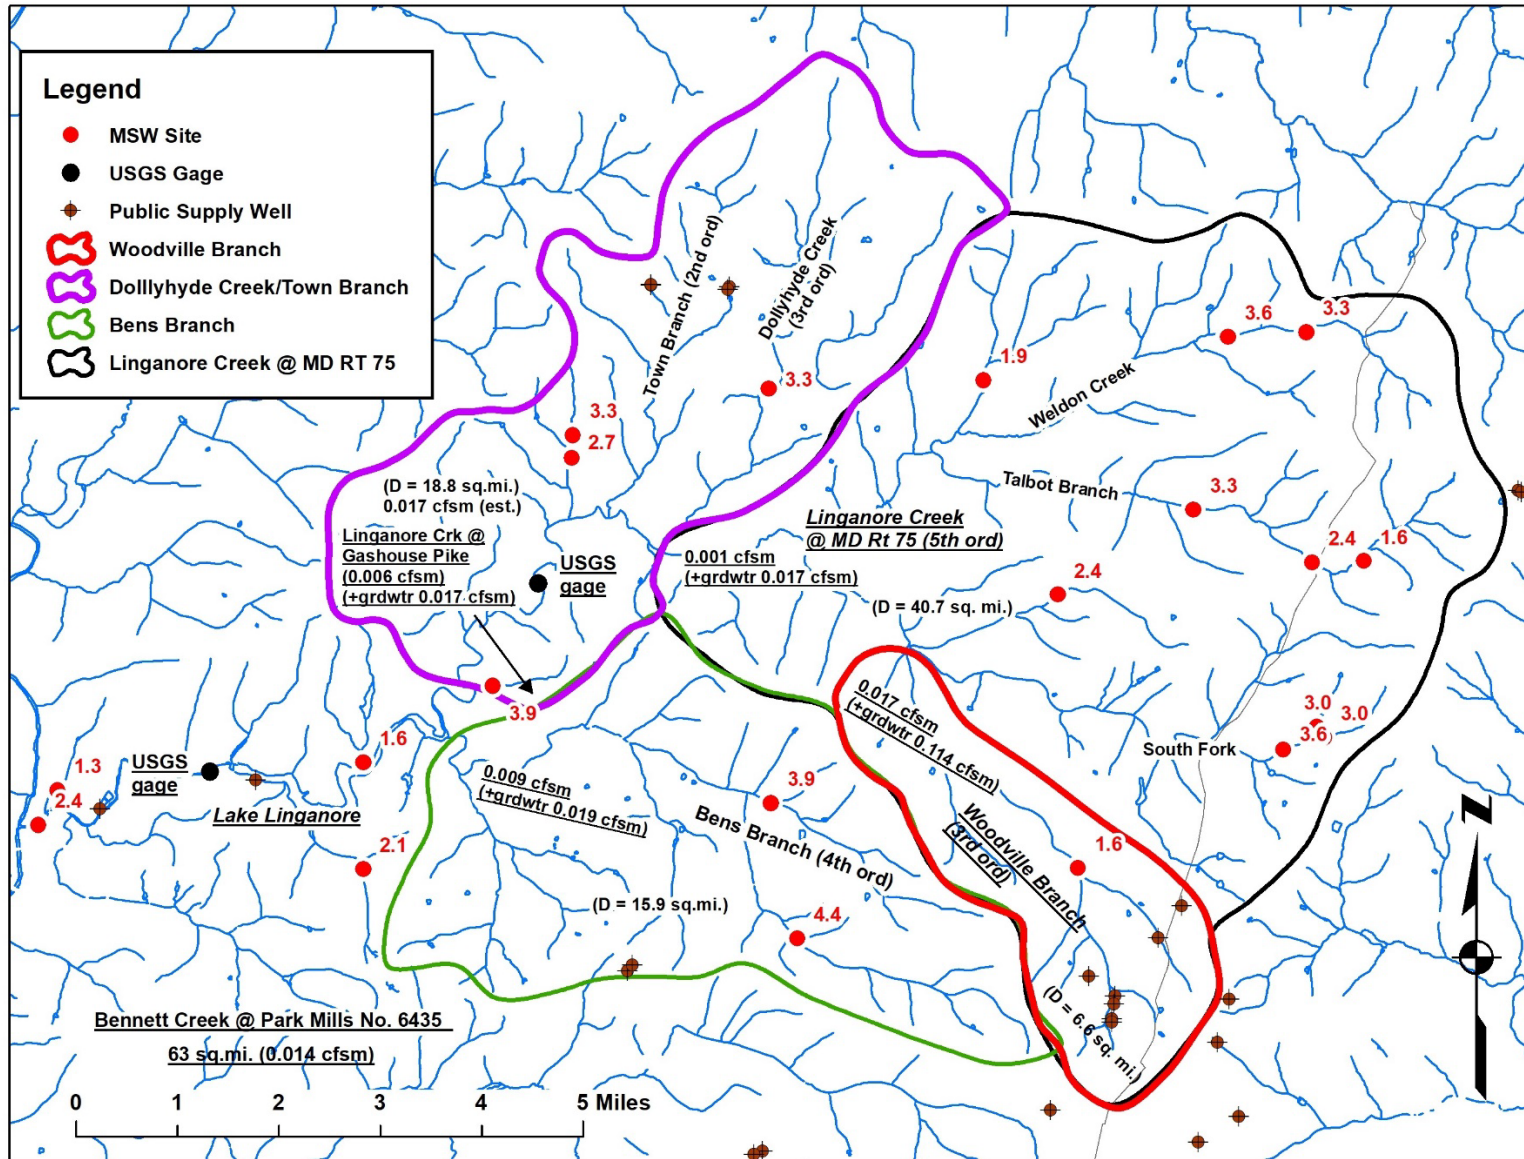 Legend
MSW Site
USGS Gage
Public Supply Well
Woodville Branch
Dolllyhyde Creek/Town Branch
Bens Branch
Linganore Creek @ MD RT 75
Town Branch (2nd ord)
Dollyhyde Creek
(3rd ord)
3.6
3.3
1.9
3.3
Weldon Creek
3.3
2.7
(D = 18.8 sq.mi.)
0.017 cfsm (est.)
Linganore Crk @
Gashouse Pike
(0.006 cfsm)
(+grdwtr 0.017 cfsm)
USGS
gage
Talbot Branch
3.3
Linganore Creek
@ MD Rt 75 (5th ord)
0.001 cfsm
(+grdwtr 0.017 cfsm)
2.4
1.6
2.4
(D = 40.7 sq. mi.)
0.017 cfsm
(+grdwtr 0.114 cfsm)
3.0
3.0
3.6)
South Fork
3.9
1.6
1.3
2.4
USGS
gage
Lake Linganore
2.1
0.009 cfsm
(+grdwtr 0.019 cfsm)
3.9
Bens Branch (4th ord)
Woodville Branch
(3rd ord)
1.6
(D = 15.9 sq.mi.)
4.4
(D = 6.6 sq. mi.)
Z
Bennett Creek @ Park Mills No. 6435
63 sq.mi. (0.014 cfsm)
0 1 2 3 4 5 Miles